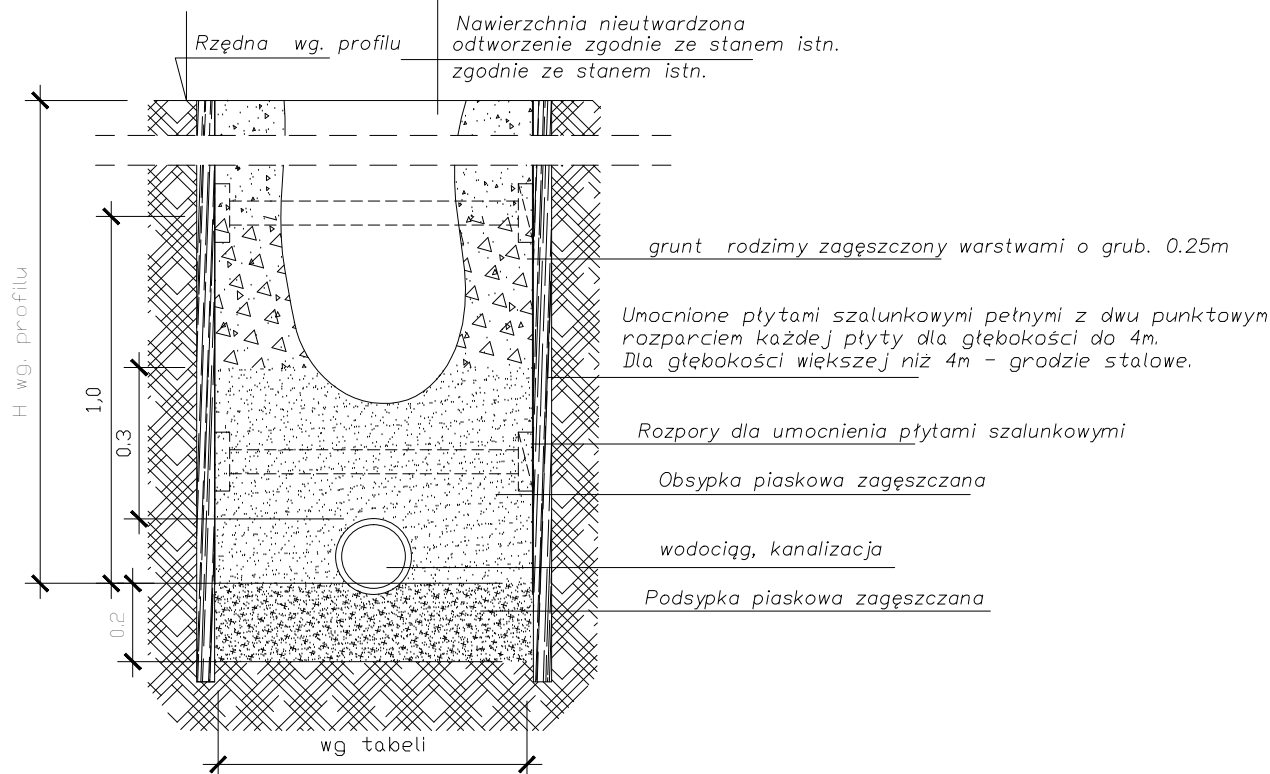 Nawierzchnia nieutwardzona
Rzędna wg. profilu
odtworzenie zgodnie ze stanem istn.
zgodnie ze stanem istn.
grunt rodzimy zagęszczony warstwami o grub. 0.25m
Umocnione płytami szalunkowymi pełnymi z dwu punktowym
rozparciem każdej płyty dla głębokości do 4m.
Dla głębokości większej niż 4m - grodzie stalowe.
H wg. profilu
1,0
0.3
Rozpory dla umocnienia płytami szalunkowymi
Obsypka piaskowa zagęszczana
wodociąg, kanalizacja
Podsypka piaskowa zagęszczana
0.2
wg tabeli